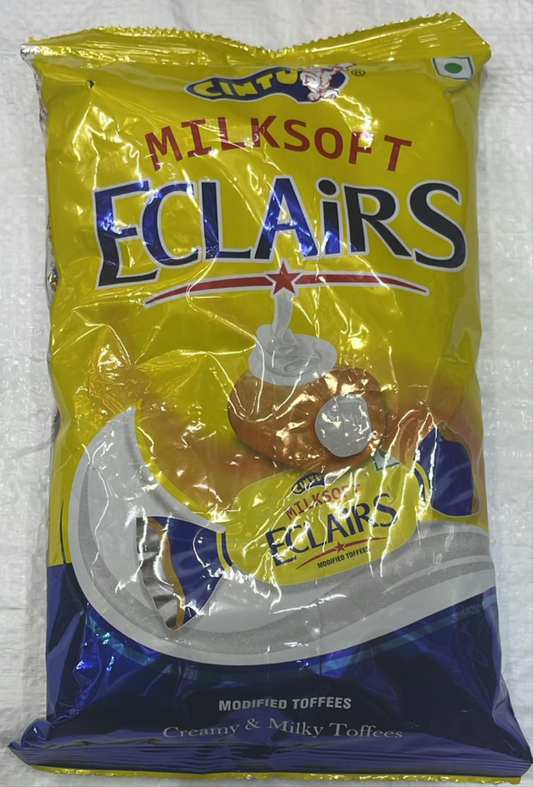 CINTU ®
MILKSOFT
ECLAiRS
CINTU
MILKSOFT
ECLAiRS
MODIFIED TOFFEES
MODIFIED TOFFEES
Creamy & Milky Toffees